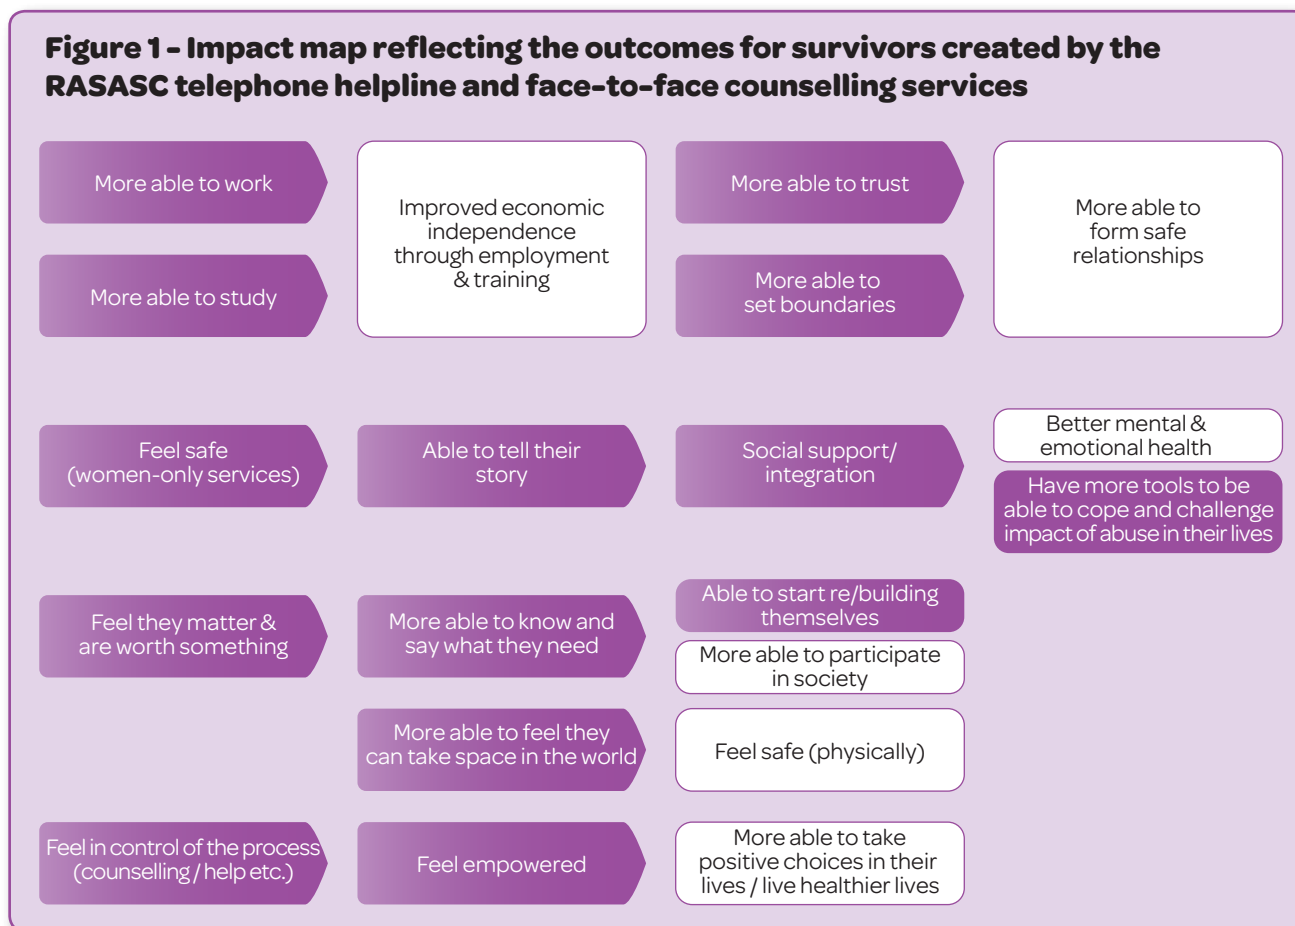 Figure 1 - Impact map reflecting the outcomes for survivors created by the
RASASC telephone helpline and face-to-face counselling services
More able to work
Improved economic
independence
through employment
& training
More able to trust
More able to
form safe
relationships
More able to study
More able to
set boundaries
Feel safe
(women-only services)
Able to tell their
story
Social support/
integration
Better mental &
emotional health
Have more tools to be
able to cope and challenge
impact of abuse in their lives
Feel they matter &
are worth something
More able to know and
say what they need
Able to start re/building
themselves
More able to participate
in society
More able to feel they
can take space in the world
Feel safe (physically)
Feel in control of the process
(counselling / help etc.)
Feel empowered
More able to take
positive choices in their
lives / live healthier lives